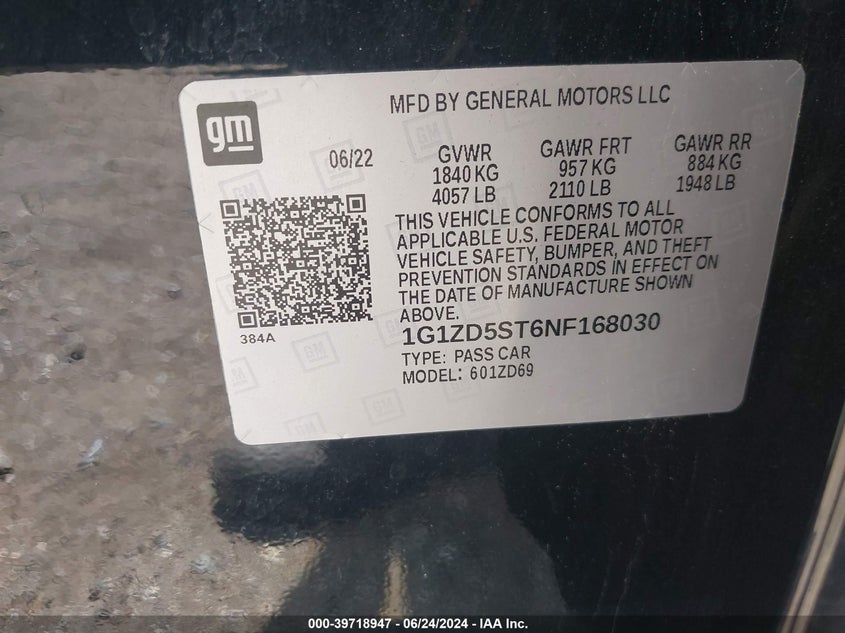 gm
MFD BY GENERAL MOTORS LLC
06/22
GVWR
1840 KG
4057 LB
GAWR FRT
957 KG
2110 LB
GAWR RR
884 KG
1948 LB
THIS VEHICLE CONFORMS TO ALL
APPLICABLE U.S. FEDERAL MOTOR
VEHICLE SAFETY, BUMPER, AND THEFT
PREVENTION STANDARDS IN EFFECT ON
THE DATE OF MANUFACTURE SHOWN
ABOVE.
384A
1G1ZD5ST6NF168030
TYPE: PASS CAR
MODEL: 601ZD69
000-39718947 - 06/24/2024 - IAA Inc.